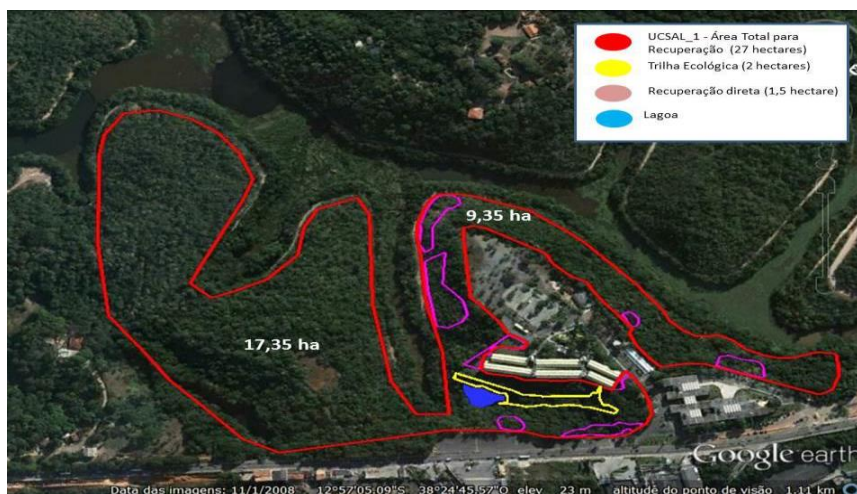 UCSAL_1 - Área Total para
Recuperação (27 hectares)
Trilha Ecológica (2 hectares)
Recuperação direta (1,5 hectare)
Lagoa
9,35 ha
17,35 ha
Google earth
Data das imagens: 11/1/2008 12°57'05.09"S 38°24'45.57"O elev 23 m altitude do ponto de visão 1.11 km